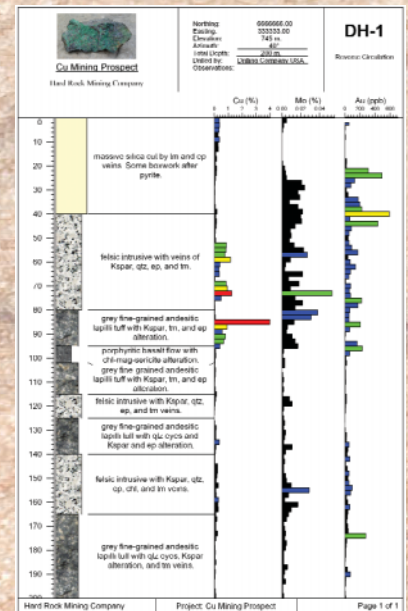 Cu Mining Prospect
Hard Rock Mining Company
Northing: 6666666.00
Easting: 333333.00
Elevation: 745 m.
Azimuth: 40°
Total Depth: 200 m.
Drilled by: Drilling Company USA
Observations:
DH-1
Reverse Circulation
Cu (%)
Mo (%)
Au (ppb)
0
10
20
30
40
50
60
70
80
90
100
110
120
130
140
150
160
170
180
190
200
massive silica cut by tm and ep
veins. Some boxwork after
pyrite.
felsic intrusive with veins of
Kspar, qtz, ep, and tm.
grey fine-grained andesitic
lapilli tuff with Kspar, tm, and ep
alteration.
porphyritic basalt flow with
chl-mag-sericite alteration.
grey fine-grained andesitic
lapilli tuff with Kspar, tm, and ep
alteration.
felsic intrusive with Kspar, qtz,
ep, and tm veins.
grey fine-grained andesitic
lapilli tuff with qtz eyes and
Kspar and ep alteration.
felsic intrusive with Kspar, qtz,
ep, chl, and tm veins.
grey fine-grained andesitic
lapilli tuff with qtz eyes, Kspar
alteration, and tm veins.
Hard Rock Mining Company
Project: Cu Mining Prospect
Page 1 of 1